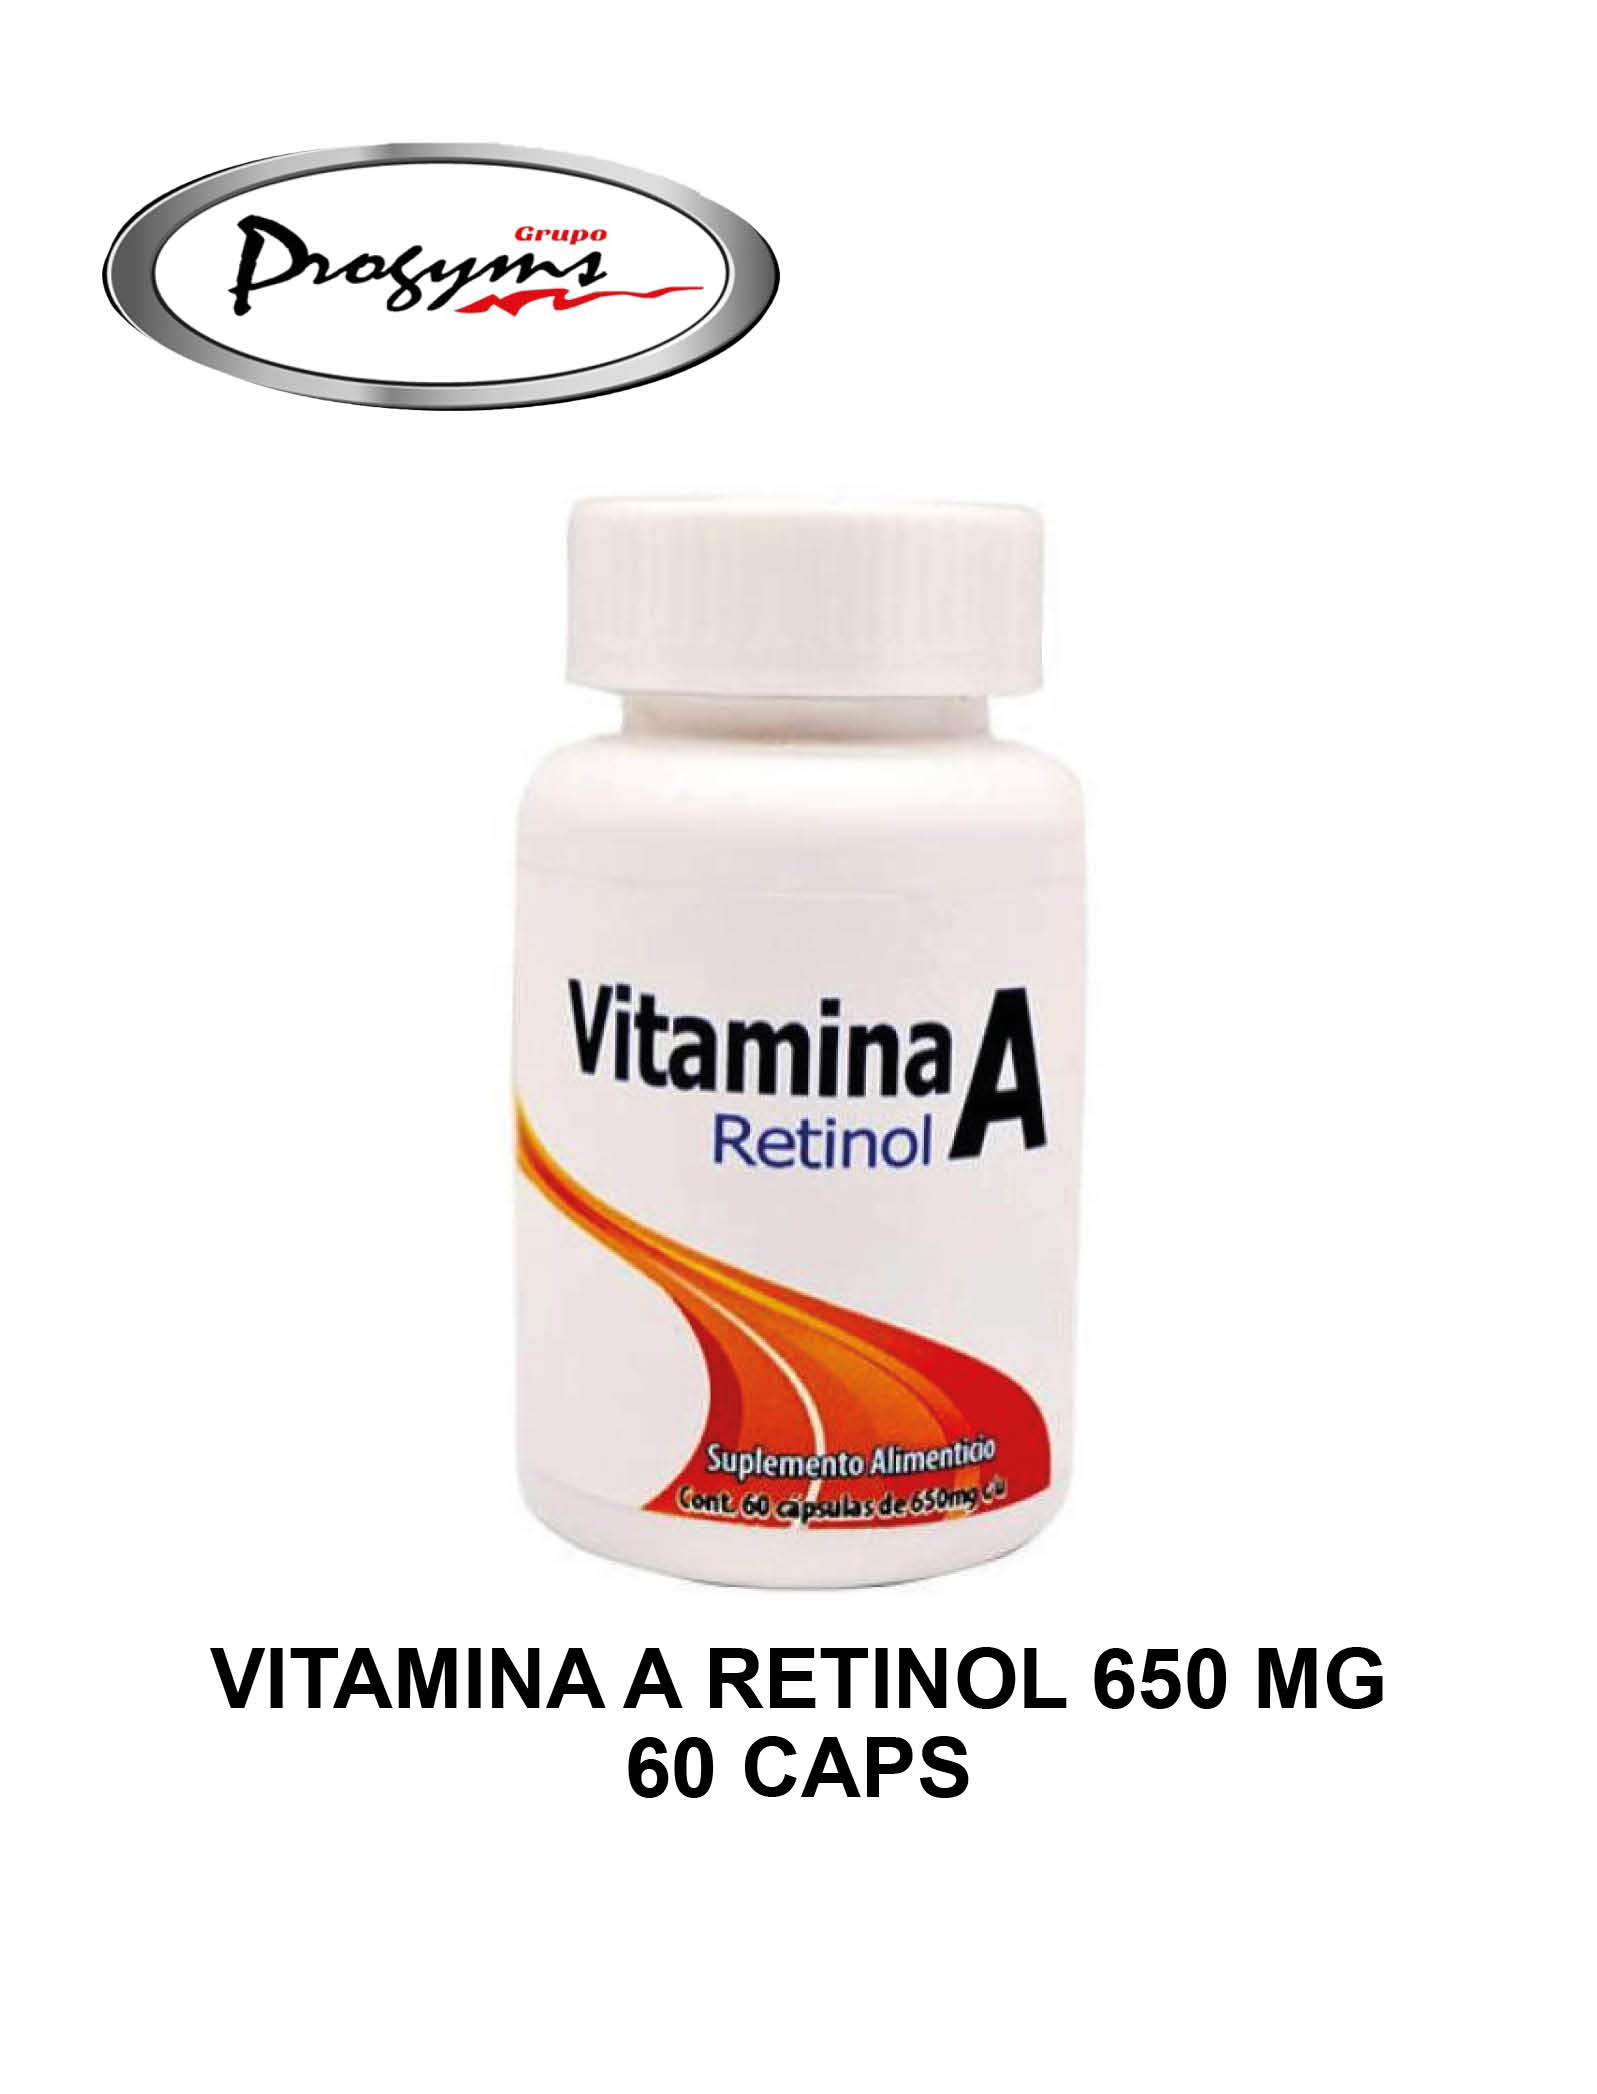 Grupo
Progyms
Vitamina A
Retinol
Suplemento Alimenticio
Cont. 60 cápsulas de 650mg c/u
VITAMINA A RETINOL 650 MG
60 CAPS